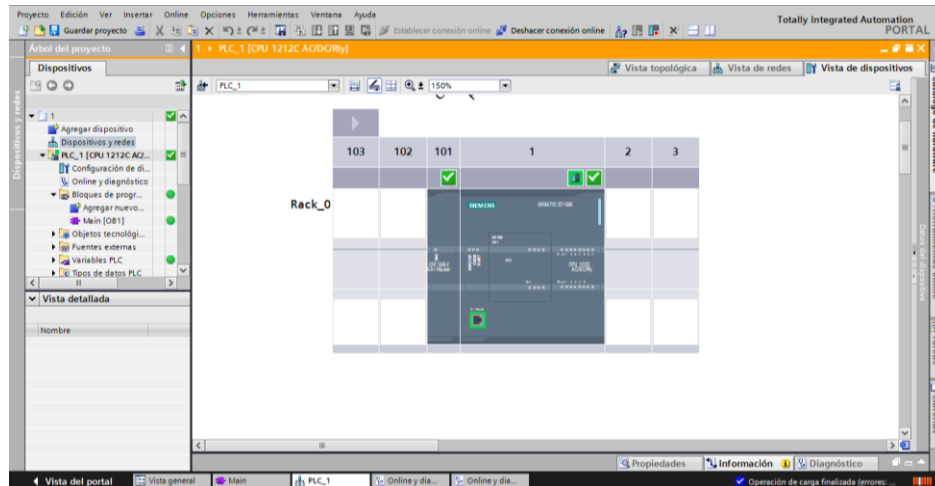 Proyecto Edición Ver Insertar Online Opciones Herramientas Ventana Ayuda
Totally Integrated Automation
PORTAL
Guardar proyecto Establecer conexión online Deshacer conexión online
Árbol del proyecto
1 PLC_1 [CPU 1212C AC/DC/Rly]
Dispositivos
Vista topológica Vista de redes Vista de dispositivos
PLC_1 150%
1
Agregar dispositivo
Dispositivos y redes
PLC_1 [CPU 1212C AC/...
Configuración de di...
Online y diagnóstico
Bloques de progr...
Agregar nuevo...
Main [OB1]
Objetos tecnológi...
Fuentes externas
Variables PLC
Tipos de datos PLC
103 102 101 1 2 3
Rack_0
SIEMENS
SIMATIC S7-1200
Vista detallada
Nombre
Dispositivos y redes
Propiedades Información Diagnóstico
Vista del portal Vista general Main PLC_1 Online y dia... Online y dia... Operación de carga finalizada (errores: ...